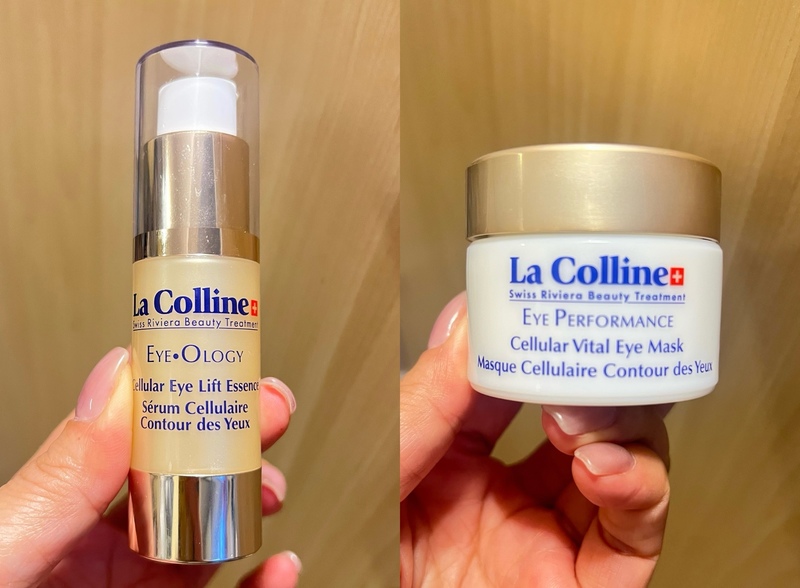 La Colline
Swiss Riviera Beauty Treatment
EYE•OLOGY
Cellular Eye Lift Essence
Sérum Cellulaire
Contour des Yeux
La Colline
Swiss Riviera Beauty Treatment
EYE PERFORMANCE
Cellular Vital Eye Mask
Masque Cellulaire Contour des Yeux